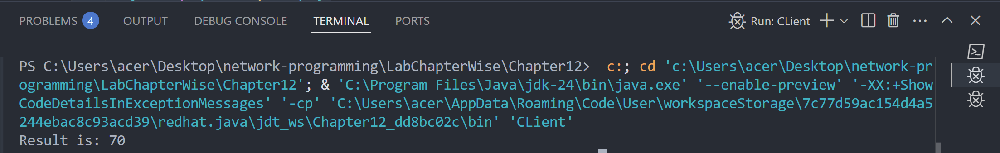 PROBLEMS 4 OUTPUT DEBUG CONSOLE TERMINAL PORTS Run: CLient
PS C:\Users\acer\Desktop\network-programming\LabChapterWise\Chapter12>  c:; cd 'c:\Users\acer\Desktop\network-pr
ogramming\LabChapterWise\Chapter12'; & 'C:\Program Files\Java\jdk-24\bin\java.exe' '--enable-preview' '-XX:+Show
CodeDetailsInExceptionMessages' '-cp' 'C:\Users\acer\AppData\Roaming\Code\User\workspaceStorage\7c77d59ac154d4a5
244ebac8c93acd39\redhat.java\jdt_ws\Chapter12_dd8bc02c\bin' 'CLient'
Result is: 70